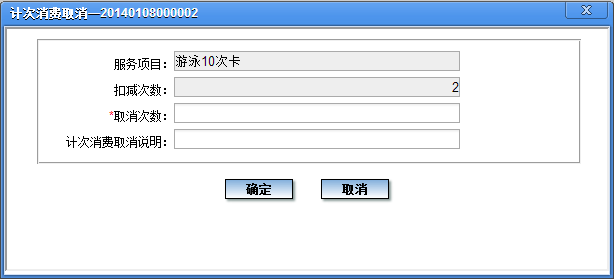 计次消费取消—20140108000002
服务项目：游泳10次卡
扣减次数：2
*取消次数：
计次消费取消说明：
确定 取消